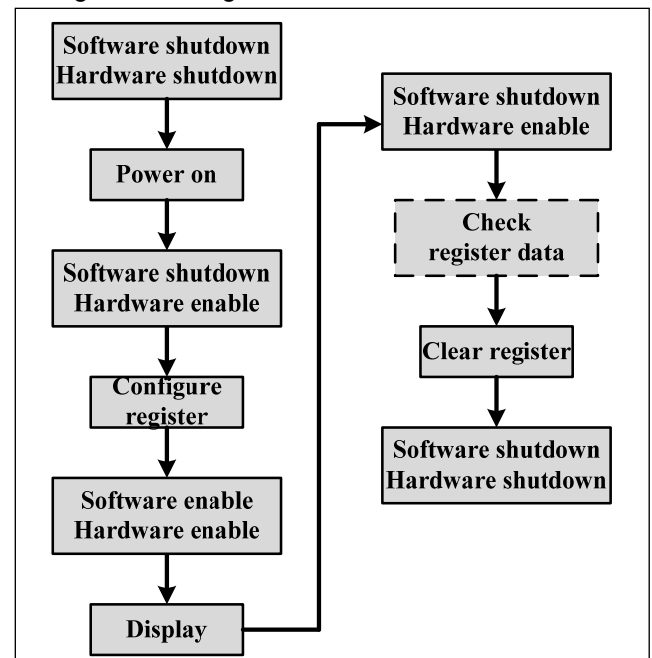 Software shutdown
Hardware shutdown
Power on
Software shutdown
Hardware enable
Configure
register
Software enable
Hardware enable
Display
Software shutdown
Hardware enable
Check
register data
Clear register
Software shutdown
Hardware shutdown